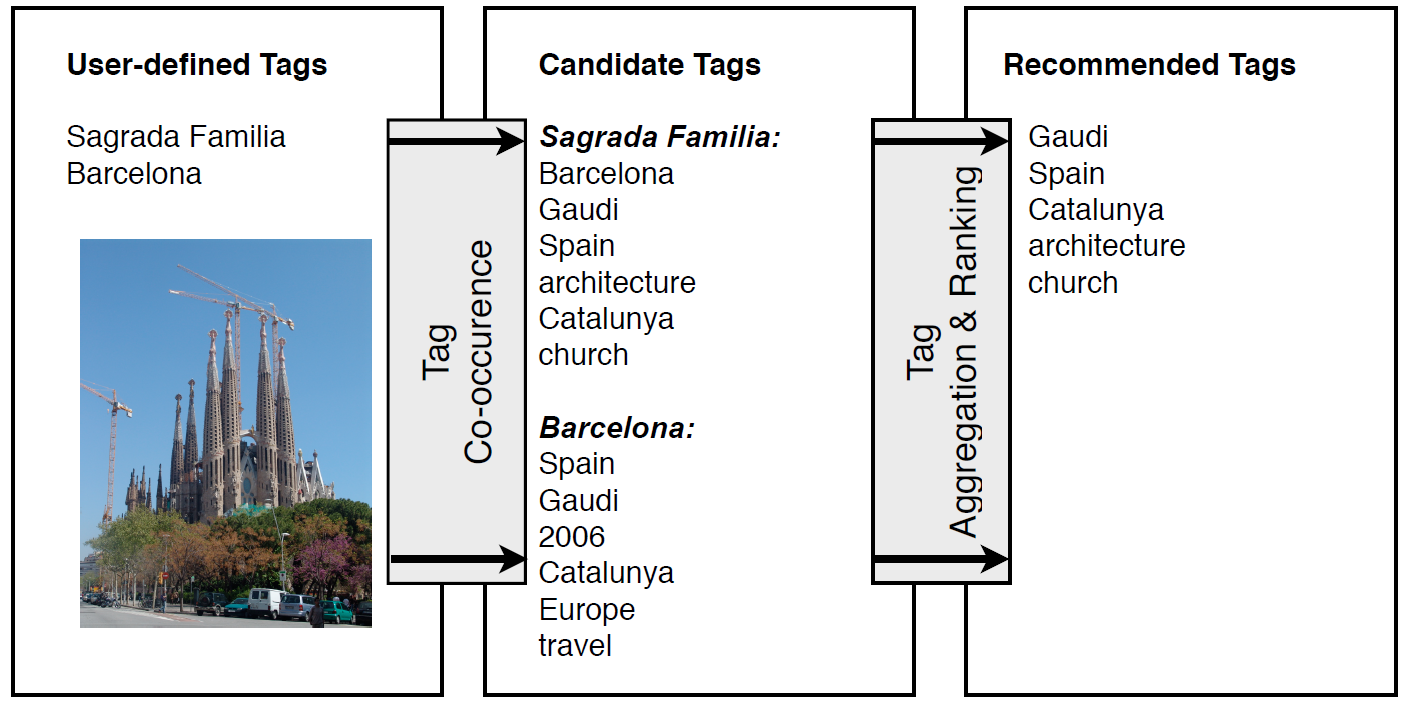 User-defined Tags
Sagrada Familia
Barcelona
Tag
Co-occurence
Candidate Tags
Sagrada Familia:
Barcelona
Gaudi
Spain
architecture
Catalunya
church
Barcelona:
Spain
Gaudi
2006
Catalunya
Europe
travel
Tag
Aggregation & Ranking
Recommended Tags
Gaudi
Spain
Catalunya
architecture
church